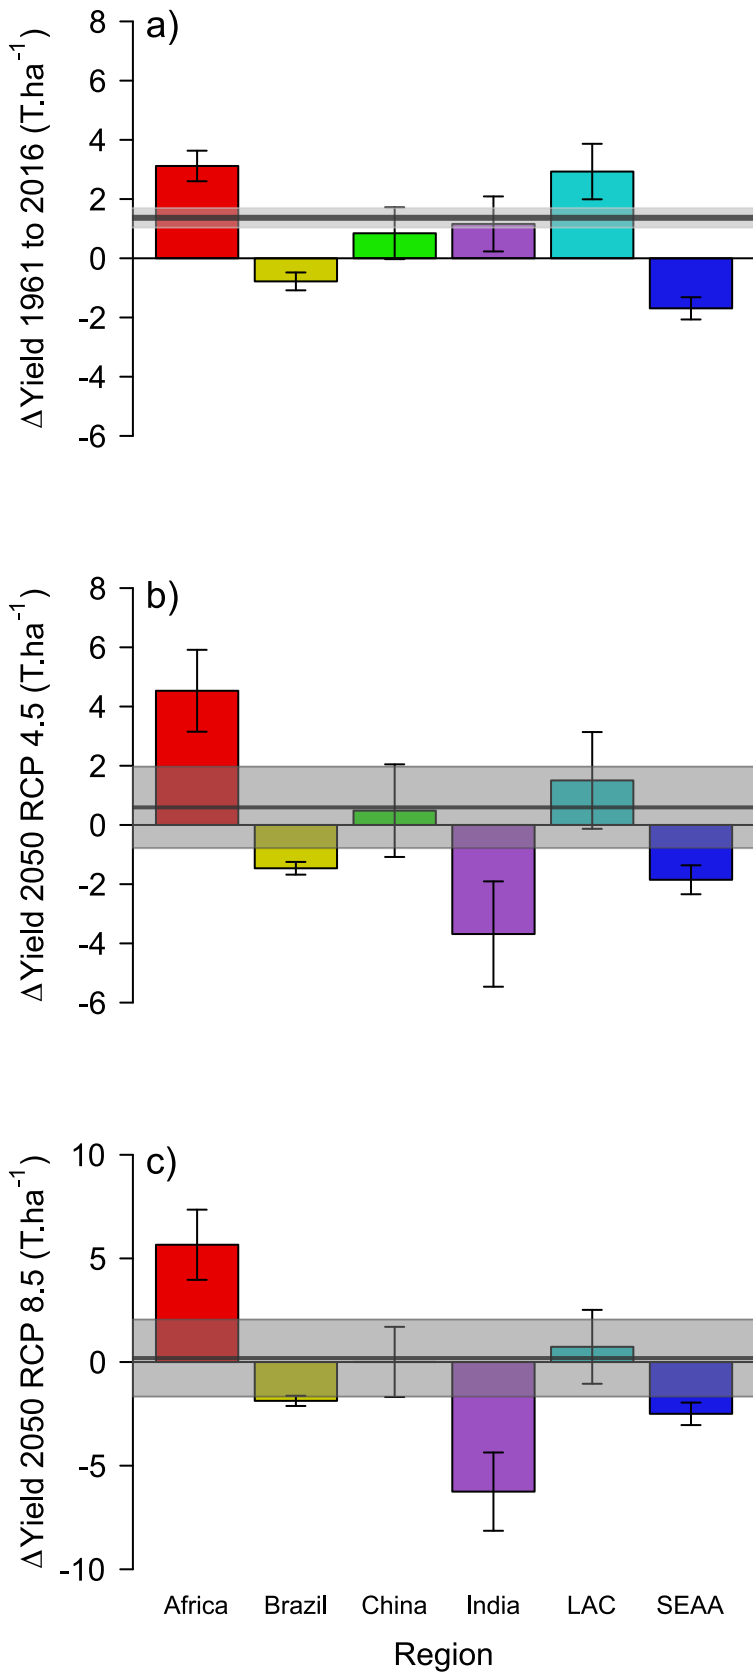 a)
ΔYield 1961 to 2016 (T.ha⁻¹)
8
6
4
2
0
-2
-4
-6
b)
ΔYield 2050 RCP 4.5 (T.ha⁻¹)
8
6
4
2
0
-2
-4
-6
c)
ΔYield 2050 RCP 8.5 (T.ha⁻¹)
10
5
0
-5
-10
Africa Brazil China India LAC SEAA
Region